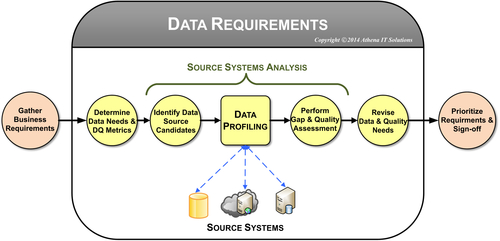 DATA REQUIREMENTS
Copyright © 2014 Athena IT Solutions
SOURCE SYSTEMS ANALYSIS
Gather
Business
Requirements
Determine
Data Needs &
DQ Metrics
Identify Data
Source
Candidates
DATA
PROFILING
Perform
Gap & Quality
Assessment
Revise
Data & Quality
Needs
Prioritize
Requirments &
Sign-off
SOURCE SYSTEMS